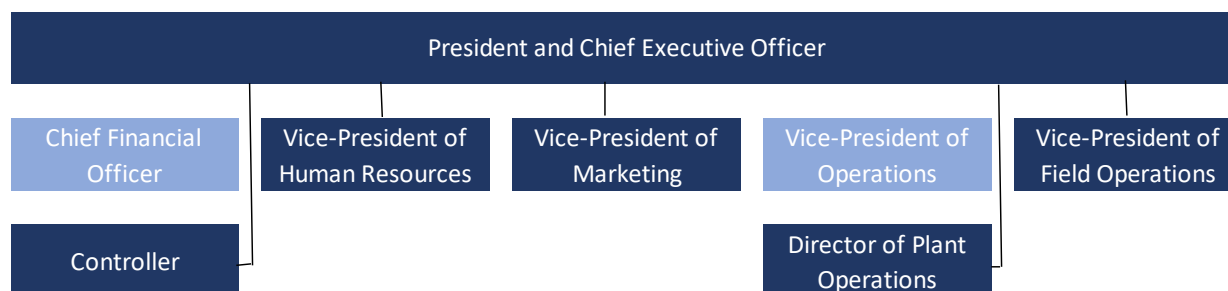 President and Chief Executive Officer
Chief Financial
Officer
Vice-President of
Human Resources
Vice-President of
Marketing
Vice-President of
Operations
Vice-President of
Field Operations
Controller
Director of Plant
Operations